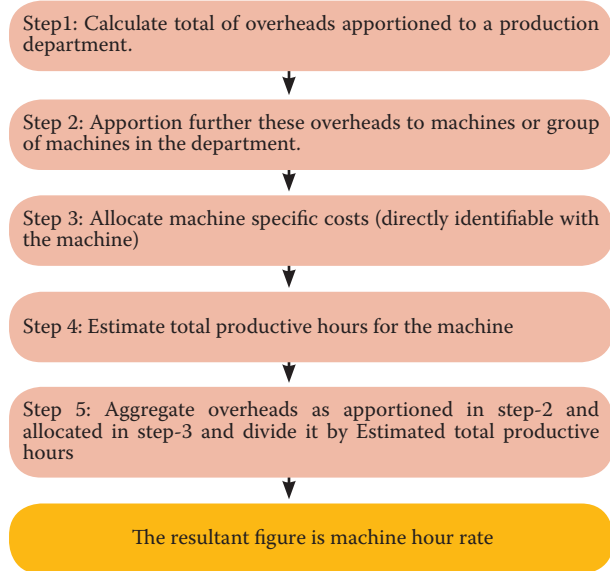 Step1: Calculate total of overheads apportioned to a production
department.
Step 2: Apportion further these overheads to machines or group
of machines in the department.
Step 3: Allocate machine specific costs (directly identifiable with
the machine)
Step 4: Estimate total productive hours for the machine
Step 5: Aggregate overheads as apportioned in step-2 and
allocated in step-3 and divide it by Estimated total productive
hours
The resultant figure is machine hour rate